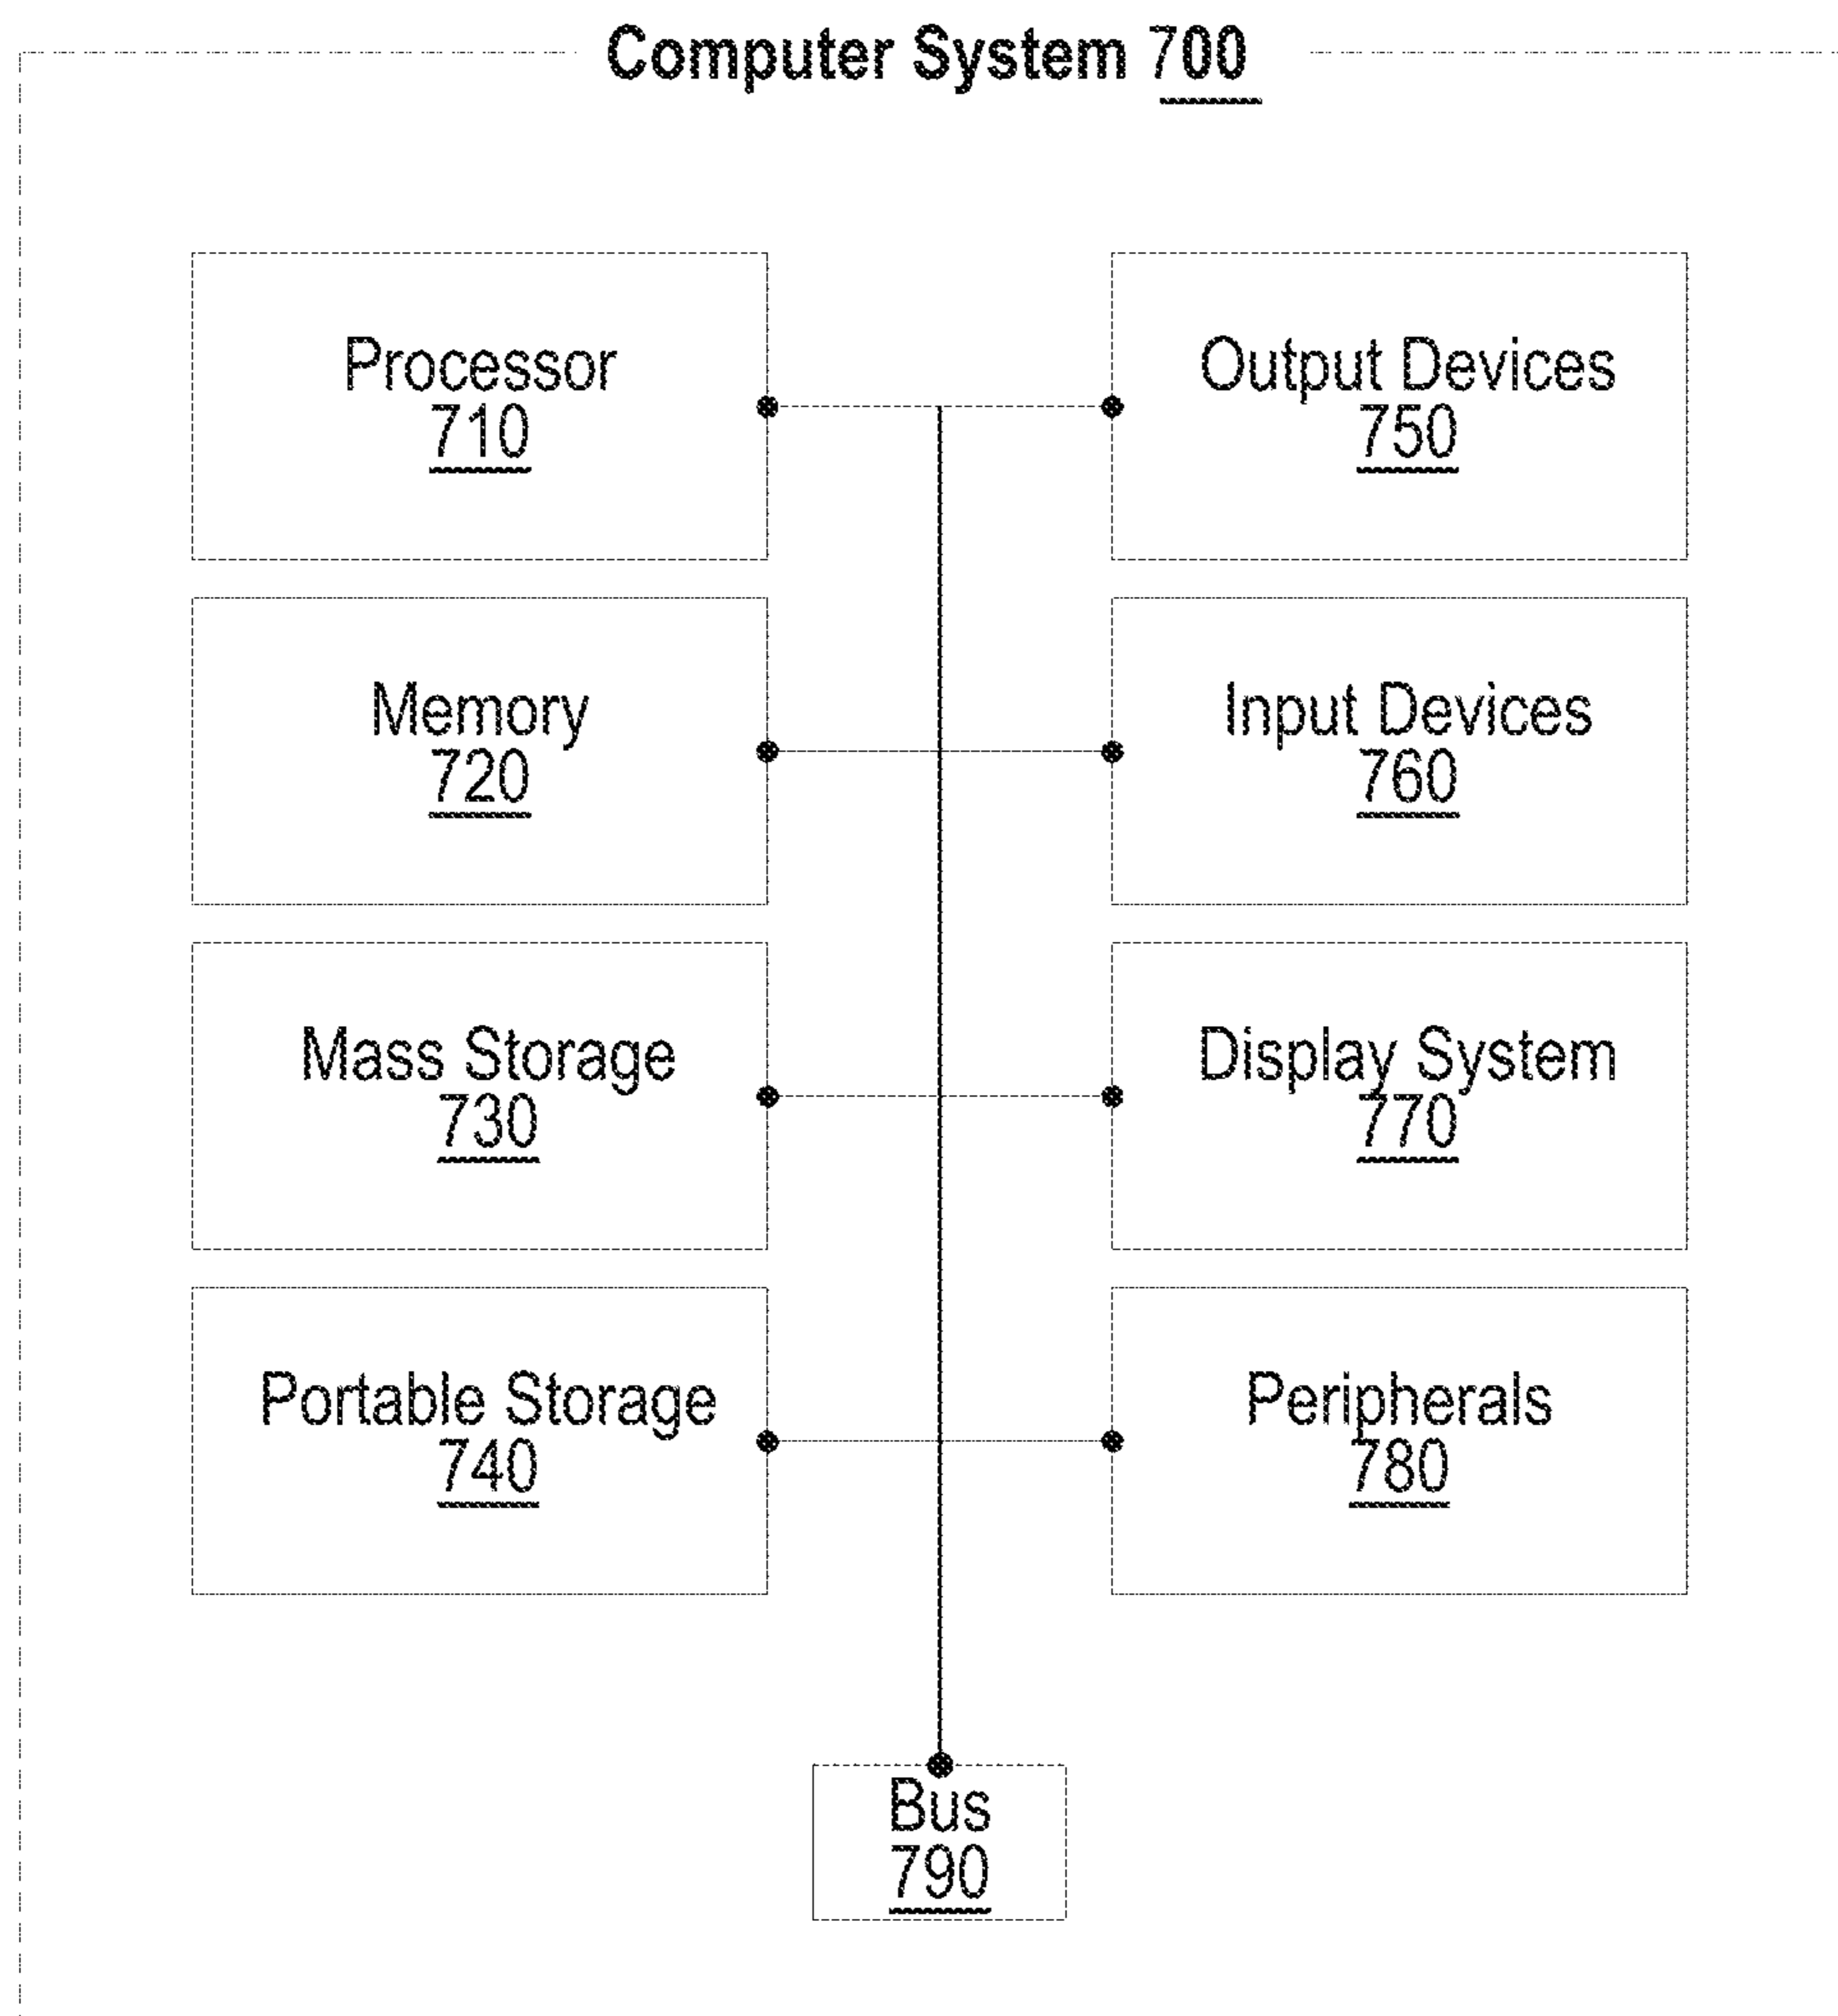 Computer System 700
Processor
710
Output Devices
750
Memory
720
Input Devices
760
Mass Storage
730
Display System
770
Portable Storage
740
Peripherals
780
Bus
790